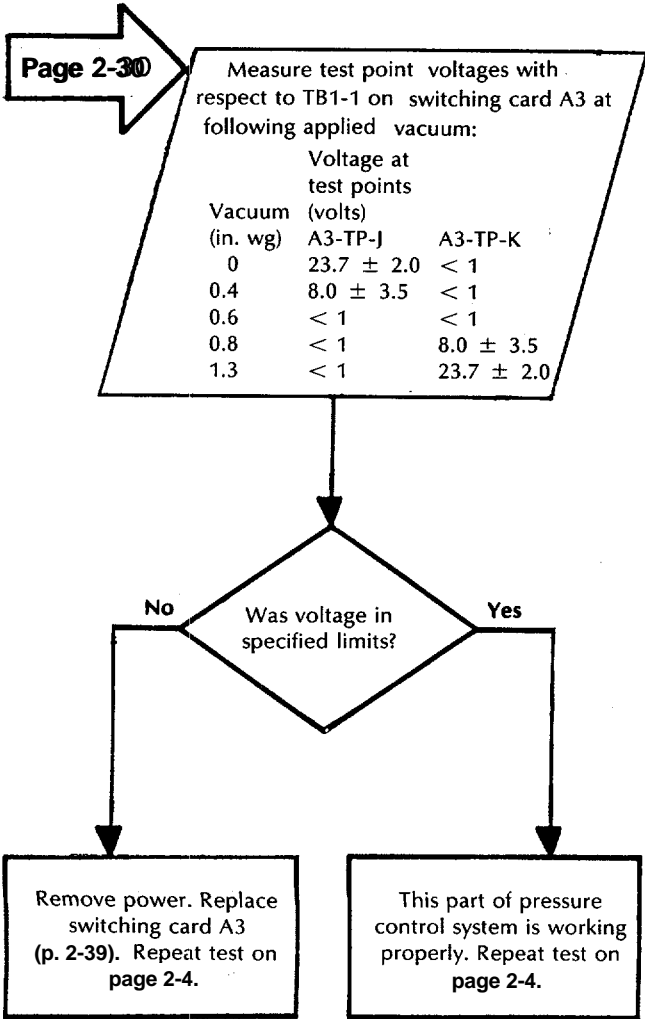 Page 2-30
Measure test point voltages with
respect to TB1-1 on switching card A3 at
following applied vacuum:
Voltage at
test points
Vacuum (volts)
(in. wg) A3-TP-J A3-TP-K
0 23.7 ± 2.0 < 1
0.4 8.0 ± 3.5 < 1
0.6 < 1 < 1
0.8 < 1 8.0 ± 3.5
1.3 < 1 23.7 ± 2.0
No
Was voltage in
specified limits?
Yes
Remove power. Replace
switching card A3
(p. 2-39). Repeat test on
page 2-4.
This part of pressure
control system is working
properly. Repeat test on
page 2-4.